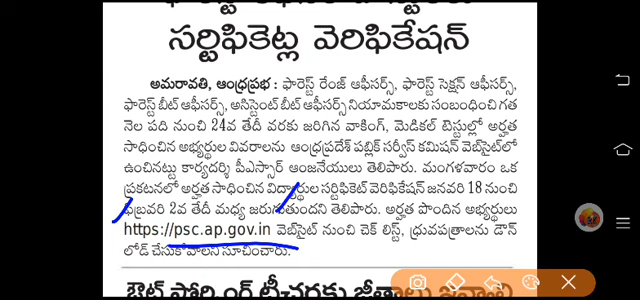 సర్టిఫికెట్ల వెరిఫికేషన్
అమరావతి, ఆంధ్రప్రభ : ఫారెస్ట్ రేంజ్ ఆఫీసర్స్, ఫారెస్ట్ సెక్షన్ ఆఫీసర్స్,
ఫారెస్ట్ బీట్ ఆఫీసర్స్, అసిస్టెంట్ బీట్ ఆఫీసర్స్ నియామకాలకు సంబంధించి గత
నెల పది నుంచి 24వ తేదీ వరకు జరిగిన వాకింగ్, మెడికల్ టెస్టుల్లో అర్హత
సాధించిన అభ్యర్థుల వివరాలను ఆంధ్రప్రదేశ్ పబ్లిక్ సర్వీస్ కమిషన్ వెబ్‌సైట్‌లో
ఉంచినట్టు కార్యదర్శి పీఎస్సార్ ఆంజనేయులు తెలిపారు. మంగళవారం ఒక
ప్రకటనలో అర్హత సాధించిన విద్యార్థుల సర్టిఫికెట్ వెరిఫికేషన్ జనవరి 18 నుంచి
ఫిబ్రవరి 2వ తేదీ మధ్య జరుగుతుందని తెలిపారు. అర్హత పొందిన అభ్యర్థులు
https://psc.ap.gov.in వెబ్‌సైట్ నుంచి చెక్ లిస్ట్, ధ్రువపత్రాలను డౌన్
లోడ్ చేసుకోవాలని సూచించారు.